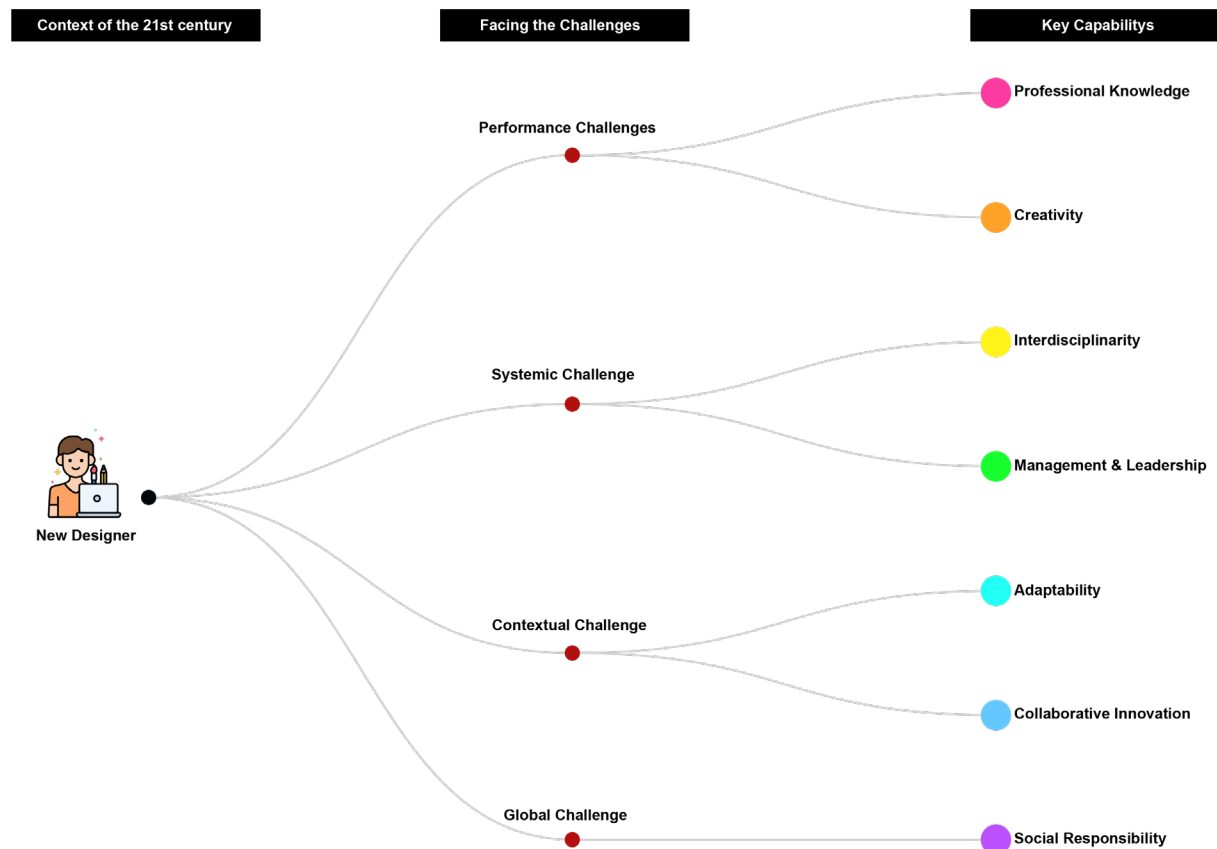 Context of the 21st century
Facing the Challenges
Key Capabilitys
Professional Knowledge
Performance Challenges
Creativity
Interdisciplinarity
Systemic Challenge
Management & Leadership
New Designer
Adaptability
Contextual Challenge
Collaborative Innovation
Global Challenge
Social Responsibility